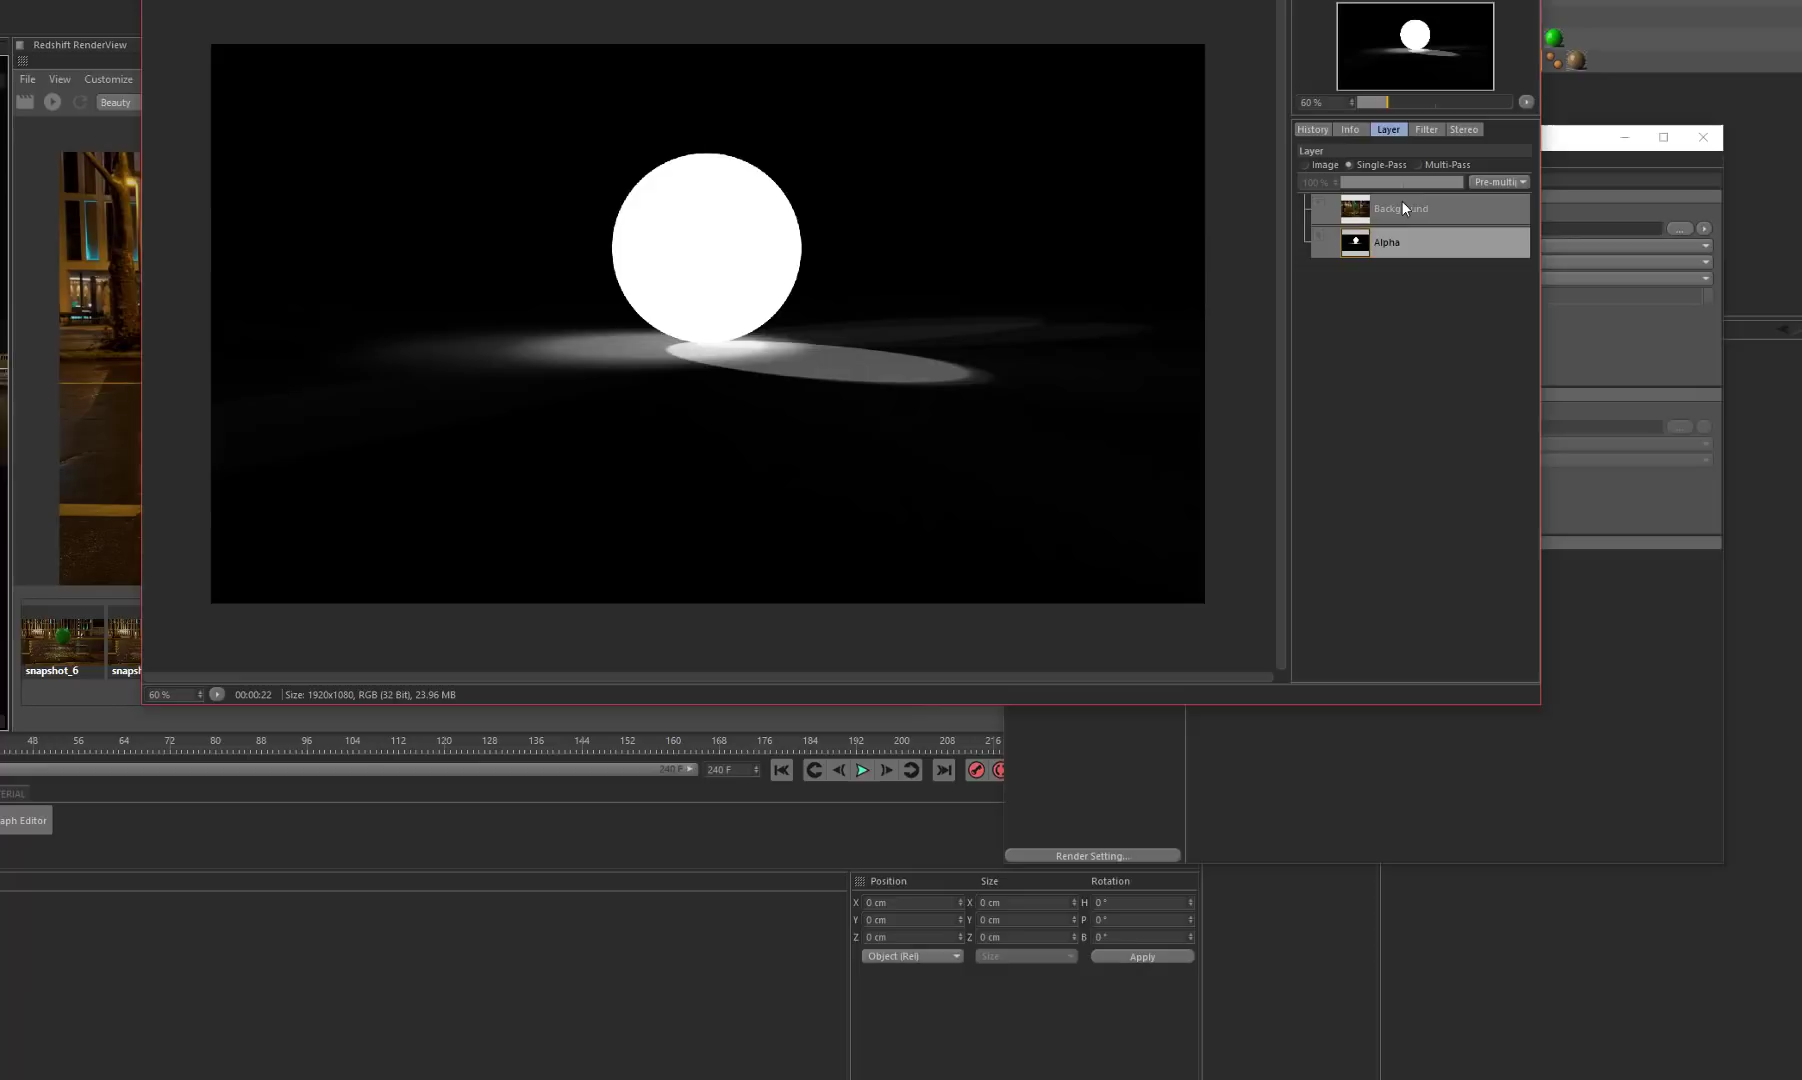 Redshift RenderView
File View Customize
Beauty
60 %
History Info Layer Filter Stereo
Layer
Image Single-Pass Multi-Pass
100 % Pre-multi
Background
Alpha
...
...
snapshot_6
60 % 00:00:22 Size: 1920x1080, RGB (32 Bit), 23.96 MB
48 56 64 72 80 88 96 104 112 120 128 136 144 152 160 168 176 184 192 200 208 216
240 F 240 F
ERIAL
aph Editor
Render Setting...
Position Size Rotation
X 0 cm X 0 cm H 0 °
Y 0 cm Y 0 cm P 0 °
Z 0 cm Z 0 cm B 0 °
Object (Rel) Size Apply